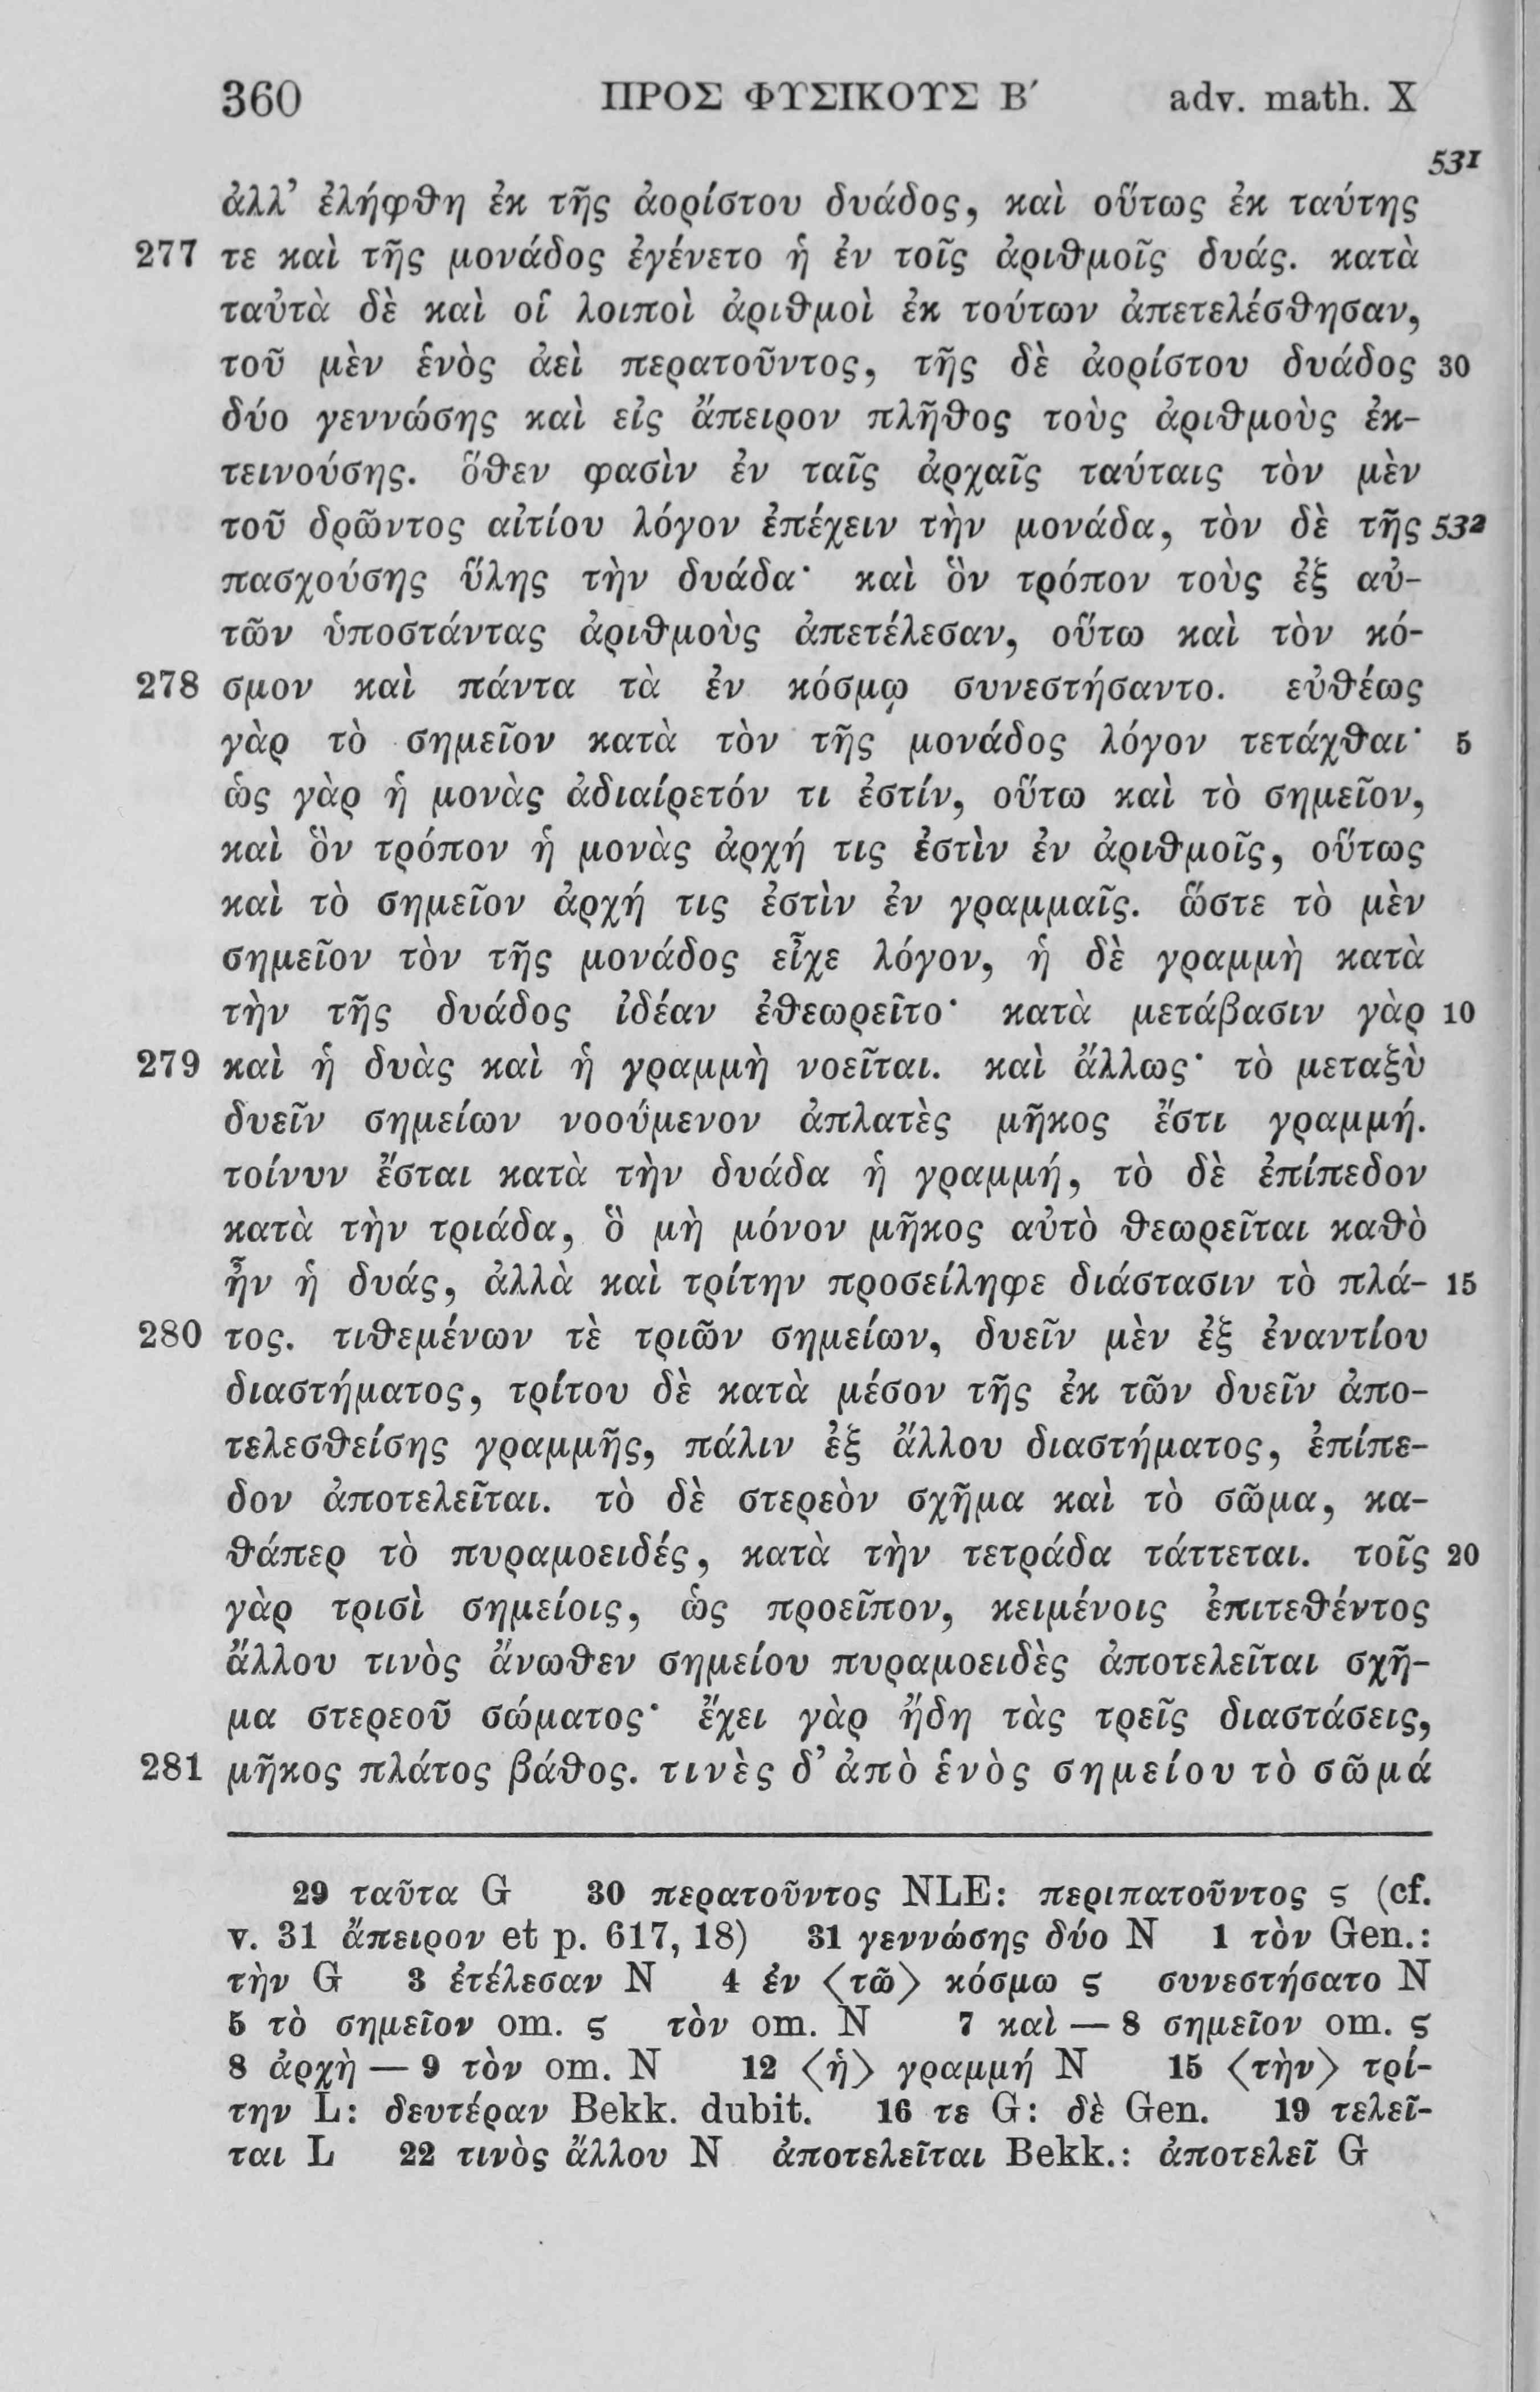 360 ΠΡΟΣ ΦΥΣΙΚΟΥΣ Β′ adv. math. X
531
ἀλλ’ ἐλήφθη ἐκ τῆς ἀορίστου δυάδος, καὶ οὕτως ἐκ ταύτης
277 τε καὶ τῆς μονάδος ἐγένετο ἡ ἐν τοῖς ἀριθμοῖς δυάς. κατὰ
ταὐτὰ δὲ καὶ οἱ λοιποὶ ἀριθμοὶ ἐκ τούτων ἀπετελέσθησαν,
τοῦ μὲν ἑνὸς ἀεὶ περατοῦντος, τῆς δὲ ἀορίστου δυάδος 30
δύο γεννώσης καὶ εἰς ἄπειρον πλῆθος τοὺς ἀριθμοὺς ἐκ-
τεινούσης. ὅθεν φασὶν ἐν ταῖς ἀρχαῖς ταύταις τὸν μὲν
τοῦ δρῶντος αἰτίου λόγον ἐπέχειν τὴν μονάδα, τὸν δὲ τῆς 532
πασχούσης ὕλης τὴν δυάδα· καὶ ὃν τρόπον τοὺς ἐξ αὐ-
τῶν ὑποστάντας ἀριθμοὺς ἀπετέλεσαν, οὕτω καὶ τὸν κό-
278 σμον καὶ πάντα τὰ ἐν κόσμῳ συνεστήσαντο. εὐθέως
γὰρ τὸ σημεῖον κατὰ τὸν τῆς μονάδος λόγον τετάχθαι· 5
ὡς γὰρ ἡ μονὰς ἀδιαίρετόν τι ἐστίν, οὕτω καὶ τὸ σημεῖον,
καὶ ὃν τρόπον ἡ μονὰς ἀρχή τις ἐστὶν ἐν ἀριθμοῖς, οὕτως
καὶ τὸ σημεῖον ἀρχή τις ἐστὶν ἐν γραμμαῖς. ὥστε τὸ μὲν
σημεῖον τὸν τῆς μονάδος εἶχε λόγον, ἡ δὲ γραμμὴ κατὰ
τὴν τῆς δυάδος ἰδέαν ἐθεωρεῖτο· κατὰ μετάβασιν γὰρ 10
279 καὶ ἡ δυὰς καὶ ἡ γραμμὴ νοεῖται. καὶ ἄλλως· τὸ μεταξὺ
δυεῖν σημείων νοούμενον ἀπλατὲς μῆκος ἔστι γραμμή.
τοίνυν ἔσται κατὰ τὴν δυάδα ἡ γραμμή, τὸ δὲ ἐπίπεδον
κατὰ τὴν τριάδα, ὃ μὴ μόνον μῆκος αὐτὸ θεωρεῖται καθὸ
ἦν ἡ δυάς, ἀλλὰ καὶ τρίτην προσείληφε διάστασιν τὸ πλά- 15
280 τος. τιθεμένων τὲ τριῶν σημείων, δυεῖν μὲν ἐξ ἐναντίου
διαστήματος, τρίτου δὲ κατὰ μέσον τῆς ἐκ τῶν δυεῖν ἀπο-
τελεσθείσης γραμμῆς, πάλιν ἐξ ἄλλου διαστήματος, ἐπίπε-
δον ἀποτελεῖται. τὸ δὲ στερεὸν σχῆμα καὶ τὸ σῶμα, κα-
θάπερ τὸ πυραμοειδές, κατὰ τὴν τετράδα τάττεται. τοῖς 20
γὰρ τρισὶ σημείοις, ὡς προεῖπον, κειμένοις ἐπιτεθέντος
ἄλλου τινὸς ἄνωθεν σημείου πυραμοειδὲς ἀποτελεῖται σχῆ-
μα στερεοῦ σώματος· ἔχει γὰρ ἤδη τὰς τρεῖς διαστάσεις,
281 μῆκος πλάτος βάθος. τινὲς δ’ ἀπὸ ἑνὸς σημείου τὸ σῶμά
29 ταῦτα G 30 περατοῦντος NLE: περιπατοῦντος ς (cf.
v. 31 ἄπειρον et p. 617, 18) 31 γεννώσης δύο N 1 τὸν Gen.:
τὴν G 3 ἐτέλεσαν N 4 ἐν ⟨τῶ⟩ κόσμω ς συνεστήσατο N
5 τὸ σημεῖον om. ς τὸν om. N 7 καὶ — 8 σημεῖον om. ς
8 ἀρχὴ — 9 τὸν om. N 12 ⟨ἡ⟩ γραμμή N 15 ⟨τὴν⟩ τρί-
την L: δευτέραν Bekk. dubit. 16 τε G: δὲ Gen. 19 τελεῖ-
ται L 22 τινὸς ἄλλου N ἀποτελεῖται Bekk.: ἀποτελεῖ G